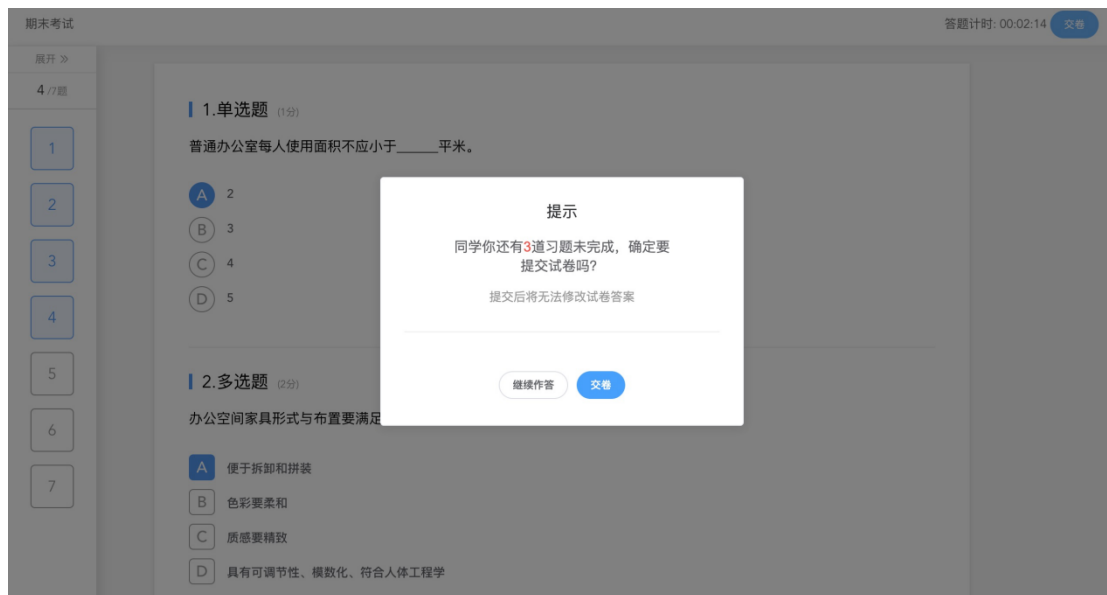 期末考试
答题计时: 00:02:14 交卷
展开 »
4 /7题
1
2
3
4
5
6
7
1.单选题 (1分)
普通办公室每人使用面积不应小于______平米。
A 2
B 3
C 4
D 5
2.多选题 (2分)
办公空间家具形式与布置要满足
A 便于拆卸和拼装
B 色彩要柔和
C 质感要精致
D 具有可调节性、模数化、符合人体工程学
提示
同学你还有3道习题未完成，确定要
提交试卷吗?
提交后将无法修改试卷答案
继续作答 交卷